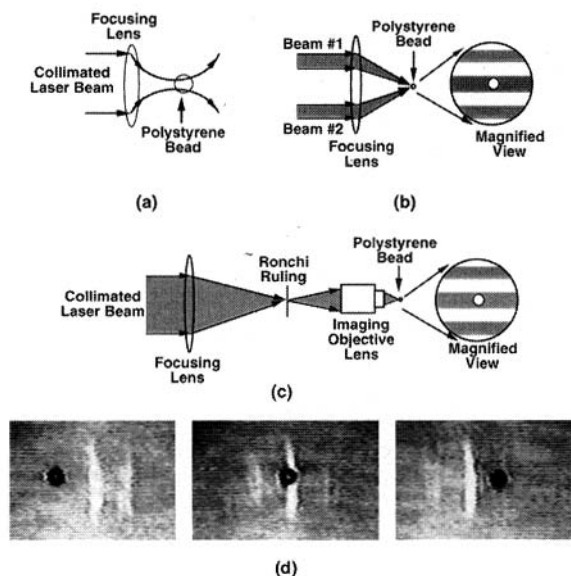 Focusing
Lens
Collimated
Laser Beam
Polystyrene
Bead
(a)
Beam #1
Beam #2
Polystyrene
Bead
Focusing
Lens
Magnified
View
(b)
Collimated
Laser Beam
Focusing
Lens
Ronchi
Ruling
Imaging
Objective
Lens
Polystyrene
Bead
Magnified
View
(c)
(d)